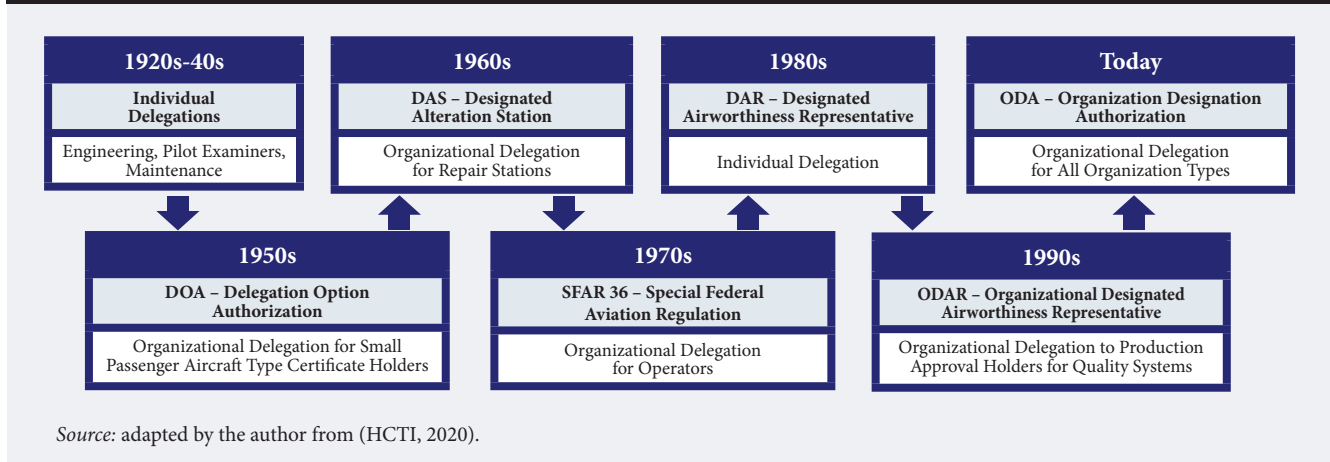 1920s-40s
Individual
Delegations
Engineering, Pilot Examiners,
Maintenance
1950s
DOA – Delegation Option
Authorization
Organizational Delegation for Small
Passenger Aircraft Type Certificate Holders
1960s
DAS – Designated
Alteration Station
Organizational Delegation
for Repair Stations
1970s
SFAR 36 – Special Federal
Aviation Regulation
Organizational Delegation
for Operators
1980s
DAR – Designated
Airworthiness Representative
Individual Delegation
1990s
ODAR – Organizational Designated
Airworthiness Representative
Organizational Delegation to Production
Approval Holders for Quality Systems
Today
ODA – Organization Designation
Authorization
Organizational Delegation
for All Organization Types
Source: adapted by the author from (HCTI, 2020).